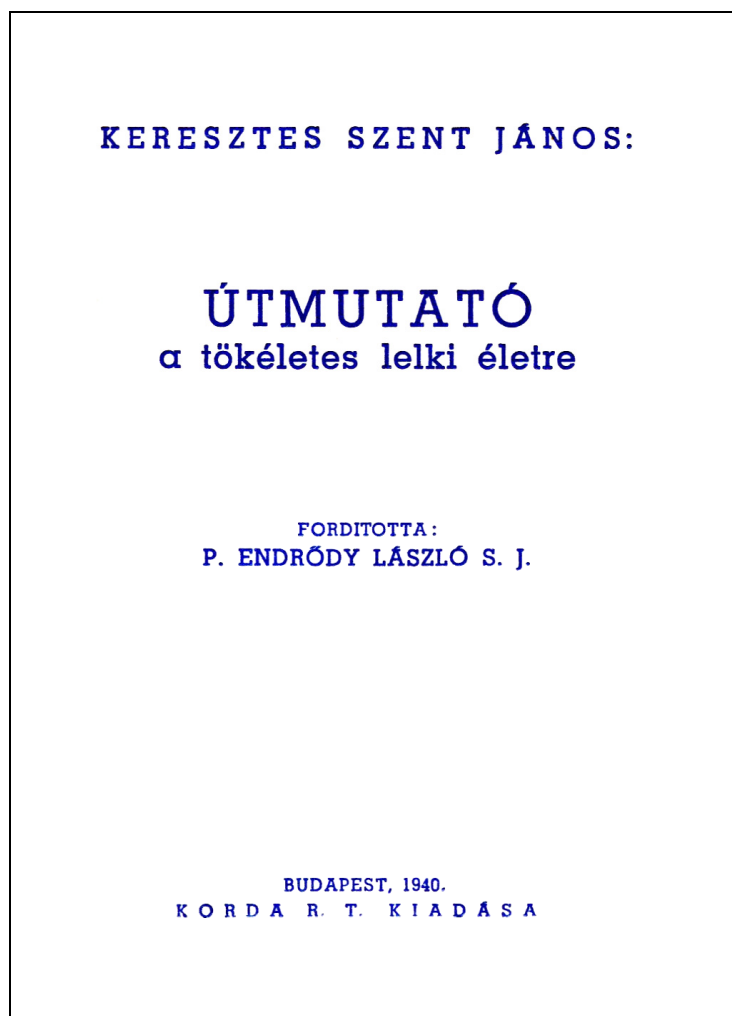 KERESZTES SZENT JÁNOS:
ÚTMUTATÓ
a tökéletes lelki életre
FORDITOTTA:
P. ENDRŐDY LÁSZLÓ S. J.
BUDAPEST, 1940.
KORDA R. T. KIADÁSA